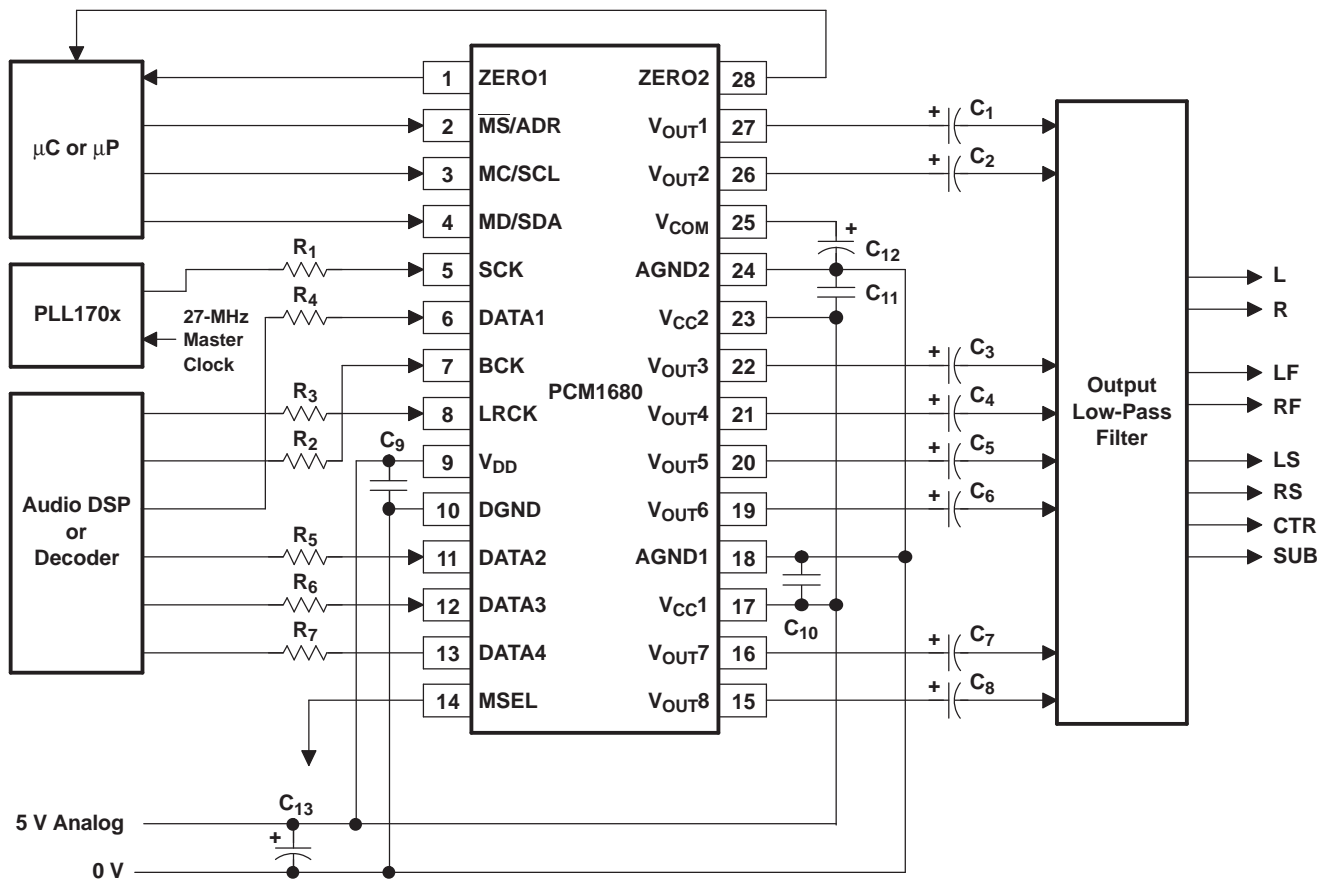 μC or μP
PLL170x
27-MHz
Master
Clock
Audio DSP
or
Decoder
R1
R4
R3
R2
R5
R6
R7
C9
1 ZERO1
2 M̅S̅/ADR
3 MC/SCL
4 MD/SDA
5 SCK
6 DATA1
7 BCK
8 LRCK
9 VDD
10 DGND
11 DATA2
12 DATA3
13 DATA4
14 MSEL
PCM1680
ZERO2 28
VOUT1 27
VOUT2 26
VCOM 25
AGND2 24
VCC2 23
VOUT3 22
VOUT4 21
VOUT5 20
VOUT6 19
AGND1 18
VCC1 17
VOUT7 16
VOUT8 15
+ C1
+ C2
+ C12
C11
+ C3
+ C4
+ C5
+ C6
C10
+ C7
+ C8
Output
Low-Pass
Filter
L
R
LF
RF
LS
RS
CTR
SUB
C13
+
5 V Analog
0 V